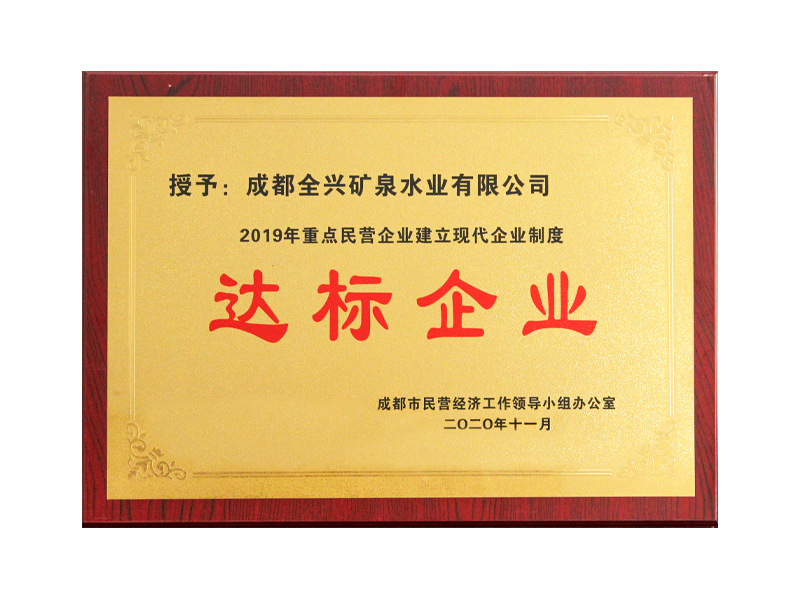 授予：成都全兴矿泉水业有限公司
2019年重点民营企业建立现代企业制度
达标企业
成都市民营经济工作领导小组办公室
二〇二〇年十一月